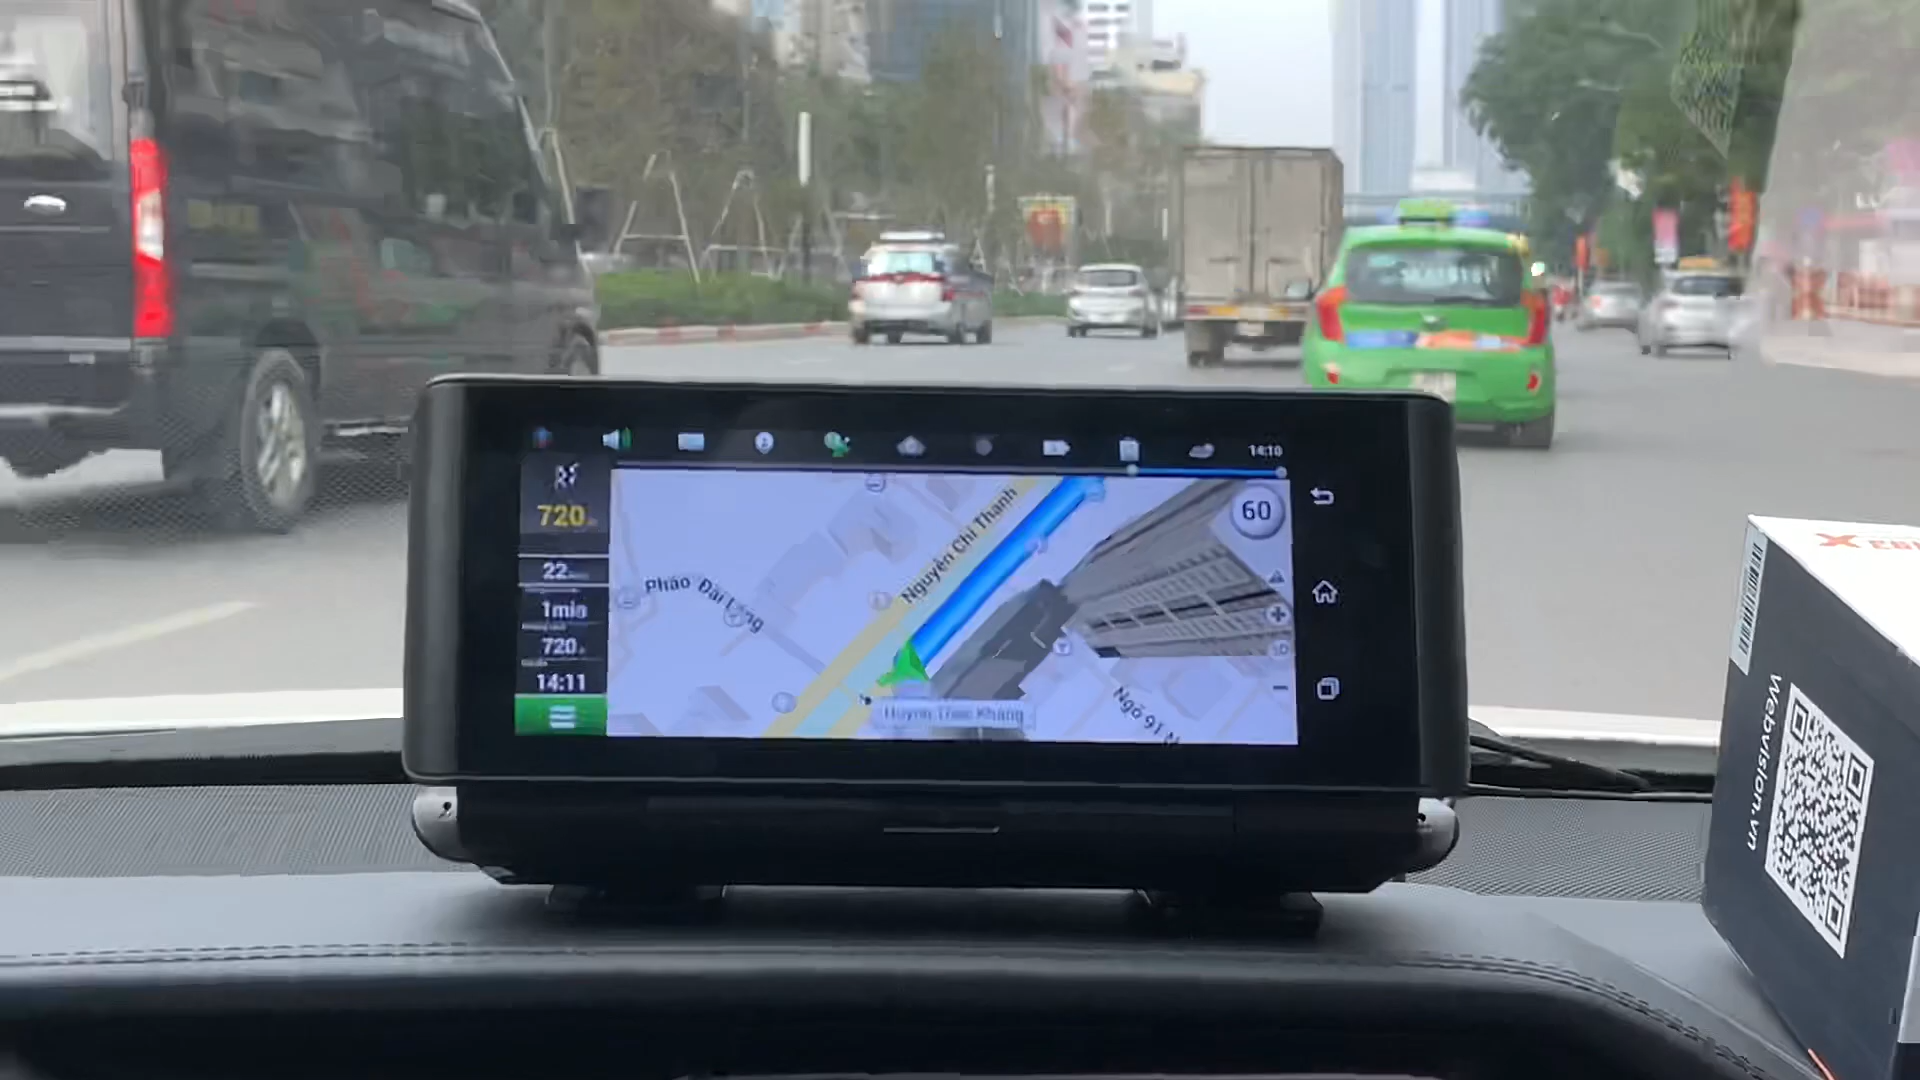 14:10
720
22
1min
720
14:11
60
Nguyễn Chí Thanh
Pháo Đài Láng
Huỳnh Thúc Kháng
Ngõ 91 N
Webvision.vn